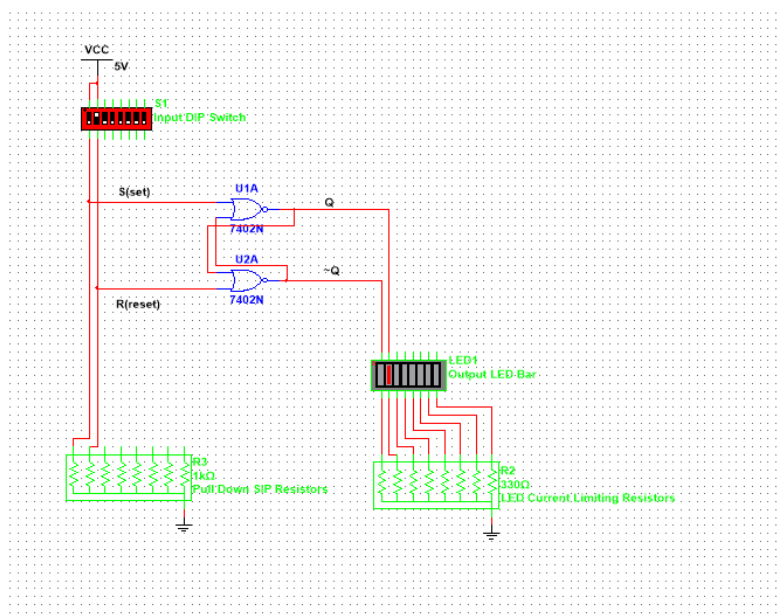 VCC
5V
S1
Input DIP Switch
S(set)
U1A
7402N
Q
U2A
7402N
~Q
R(reset)
LED1
Output LED Bar
R3
1kΩ
Pull Down SIP Resistors
R2
330Ω
LED Current Limiting Resistors